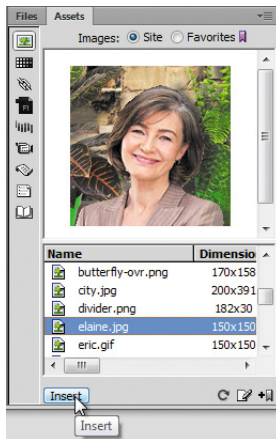 Files Assets
Images: Site Favorites
Name Dimensio
butterfly-ovr.png 170x158
city.jpg 200x391
divider.png 182x30
elaine.jpg 150x150
eric.gif 150x150
Insert
Insert